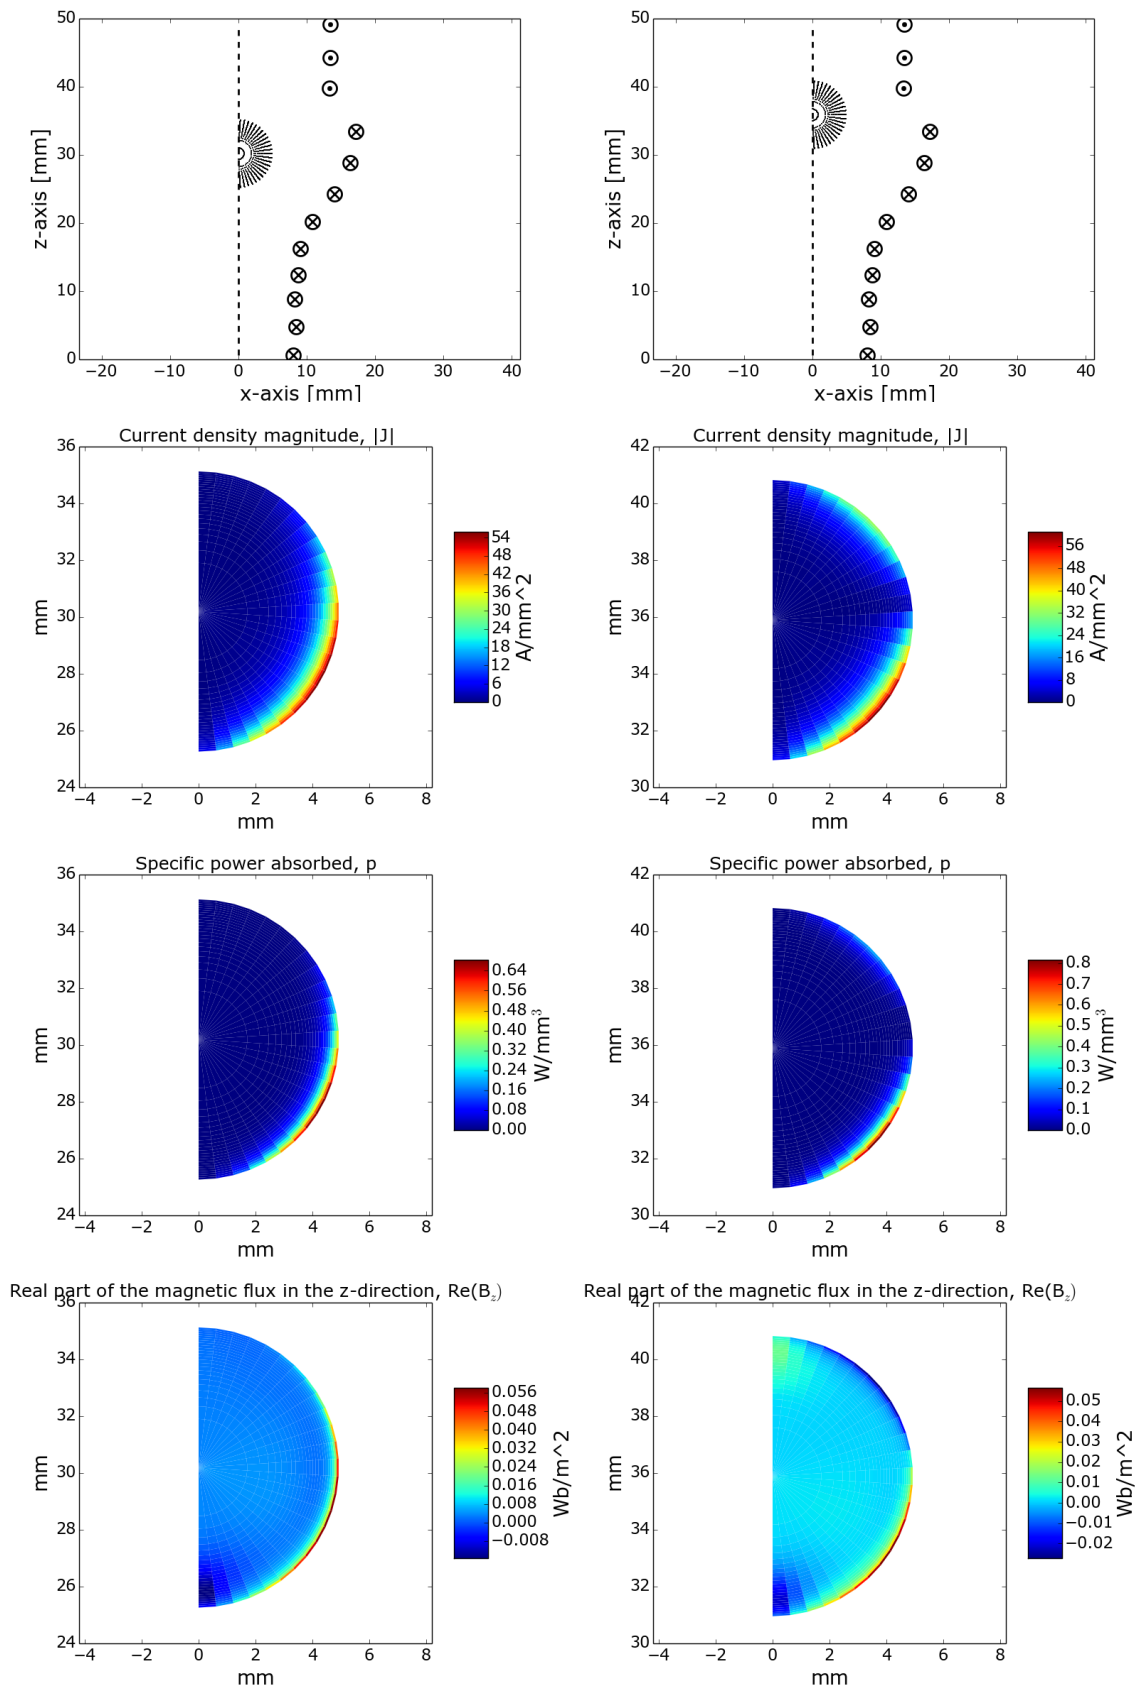 50
40
30
20
10
0
z-axis [mm]
−20 −10 0 10 20 30 40
x-axis [mm]
50
40
30
20
10
0
z-axis [mm]
−20 −10 0 10 20 30 40
x-axis [mm]
Current density magnitude, |J|
36
34
32
30
28
26
24
mm
−4 −2 0 2 4 6 8
mm
54
48
42
36
30
24
18
12
6
0
A/mm^2
Current density magnitude, |J|
42
40
38
36
34
32
30
mm
−4 −2 0 2 4 6 8
mm
56
48
40
32
24
16
8
0
A/mm^2
Specific power absorbed, p
36
34
32
30
28
26
24
mm
−4 −2 0 2 4 6 8
mm
0.64
0.56
0.48
0.40
0.32
0.24
0.16
0.08
0.00
W/mm³
Specific power absorbed, p
42
40
38
36
34
32
30
mm
−4 −2 0 2 4 6 8
mm
0.8
0.7
0.6
0.5
0.4
0.3
0.2
0.1
0.0
W/mm³
Real part of the magnetic flux in the z-direction, Re(B_z)
36
34
32
30
28
26
24
mm
−4 −2 0 2 4 6 8
mm
0.056
0.048
0.040
0.032
0.024
0.016
0.008
0.000
−0.008
Wb/m^2
Real part of the magnetic flux in the z-direction, Re(B_z)
42
40
38
36
34
32
30
mm
−4 −2 0 2 4 6 8
mm
0.05
0.04
0.03
0.02
0.01
0.00
−0.01
−0.02
Wb/m^2